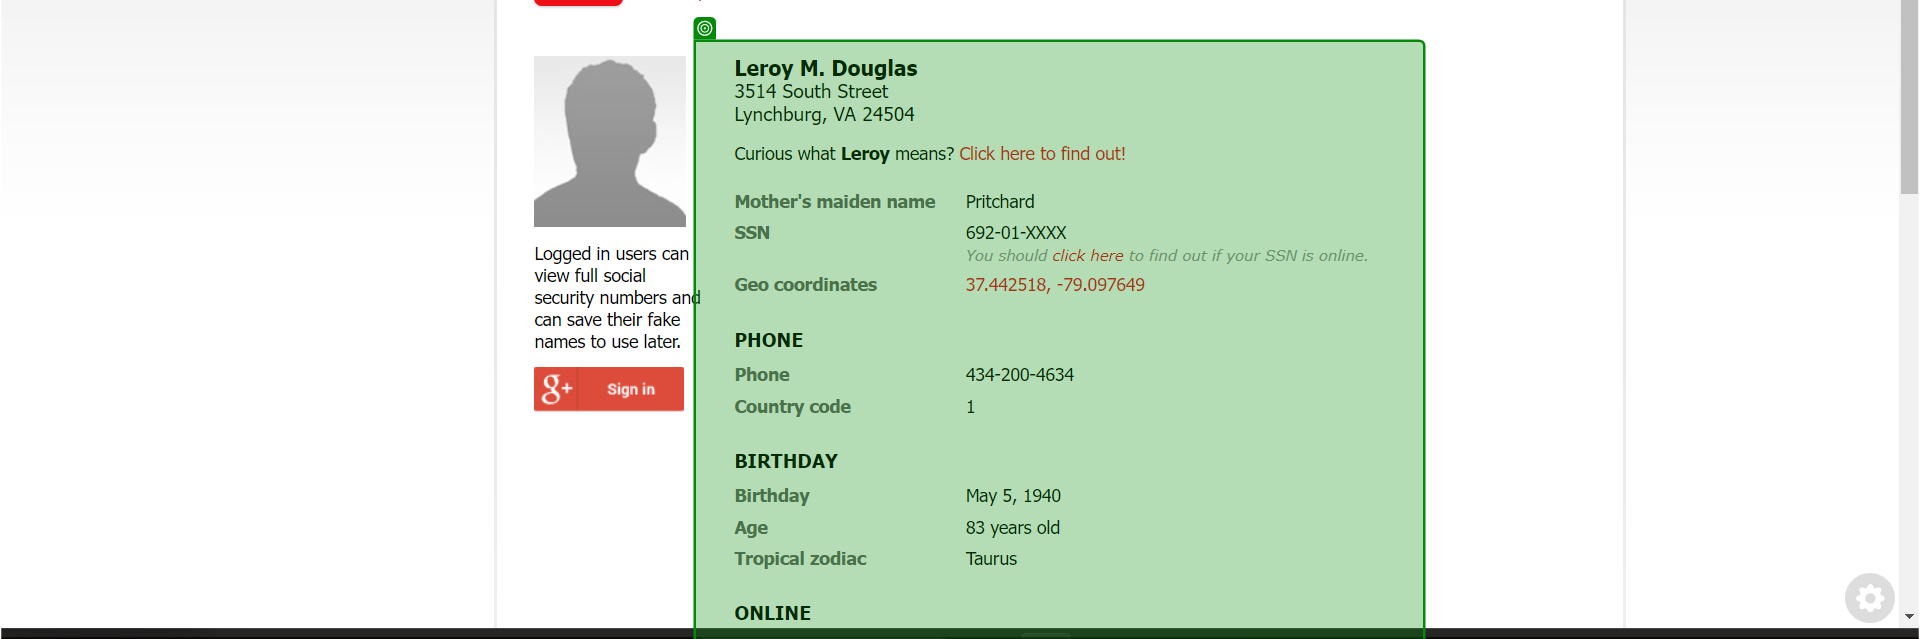 Leroy M. Douglas
3514 South Street
Lynchburg, VA 24504
Curious what Leroy means? Click here to find out!
Mother's maiden name Pritchard
SSN 692-01-XXXX
You should click here to find out if your SSN is online.
Geo coordinates 37.442518, -79.097649
PHONE
Phone 434-200-4634
Country code 1
BIRTHDAY
Birthday May 5, 1940
Age 83 years old
Tropical zodiac Taurus
ONLINE
Logged in users can
view full social
security numbers and
can save their fake
names to use later.
g+ Sign in